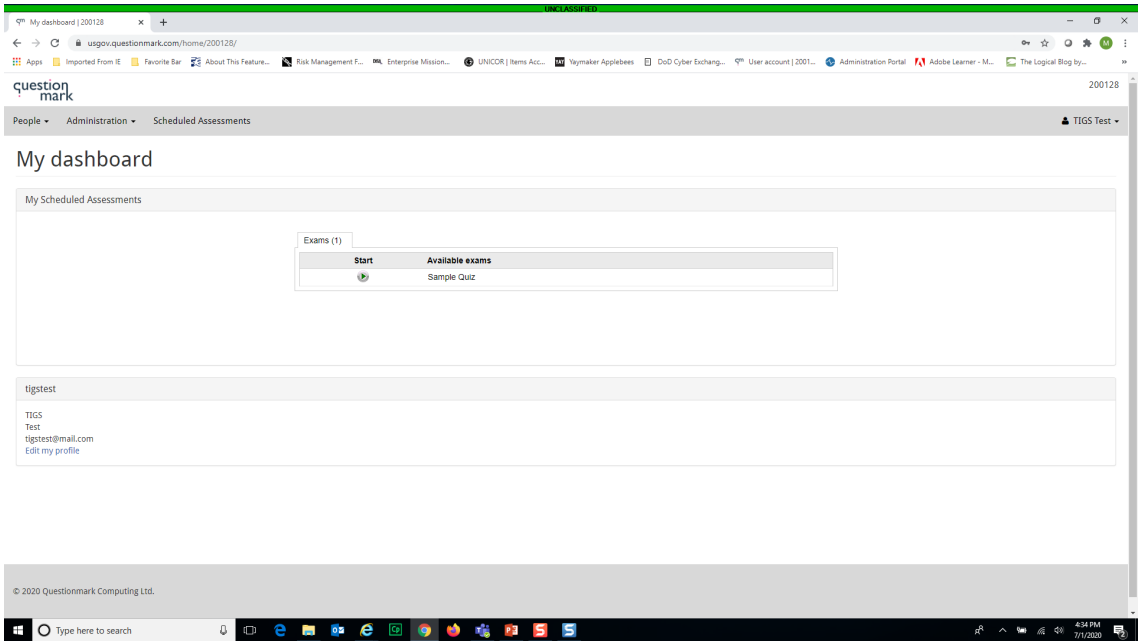 UNCLASSIFIED
My dashboard | 200128
usgov.questionmark.com/home/200128/
Apps Imported From IE Favorite Bar About This Feature... Risk Management F... Enterprise Mission... UNICOR | Items Acc... Yaymaker Applebees DoD Cyber Exchang... User account | 2001... Administration Portal Adobe Learner - M... The Logical Blog by... »
question
mark
200128
People Administration Scheduled Assessments TIGS Test
My dashboard
My Scheduled Assessments
Exams (1)
Start Available exams
Sample Quiz
tigstest
TIGS
Test
tigstest@mail.com
Edit my profile
© 2020 Questionmark Computing Ltd.
Type here to search
4:34 PM
7/1/2020